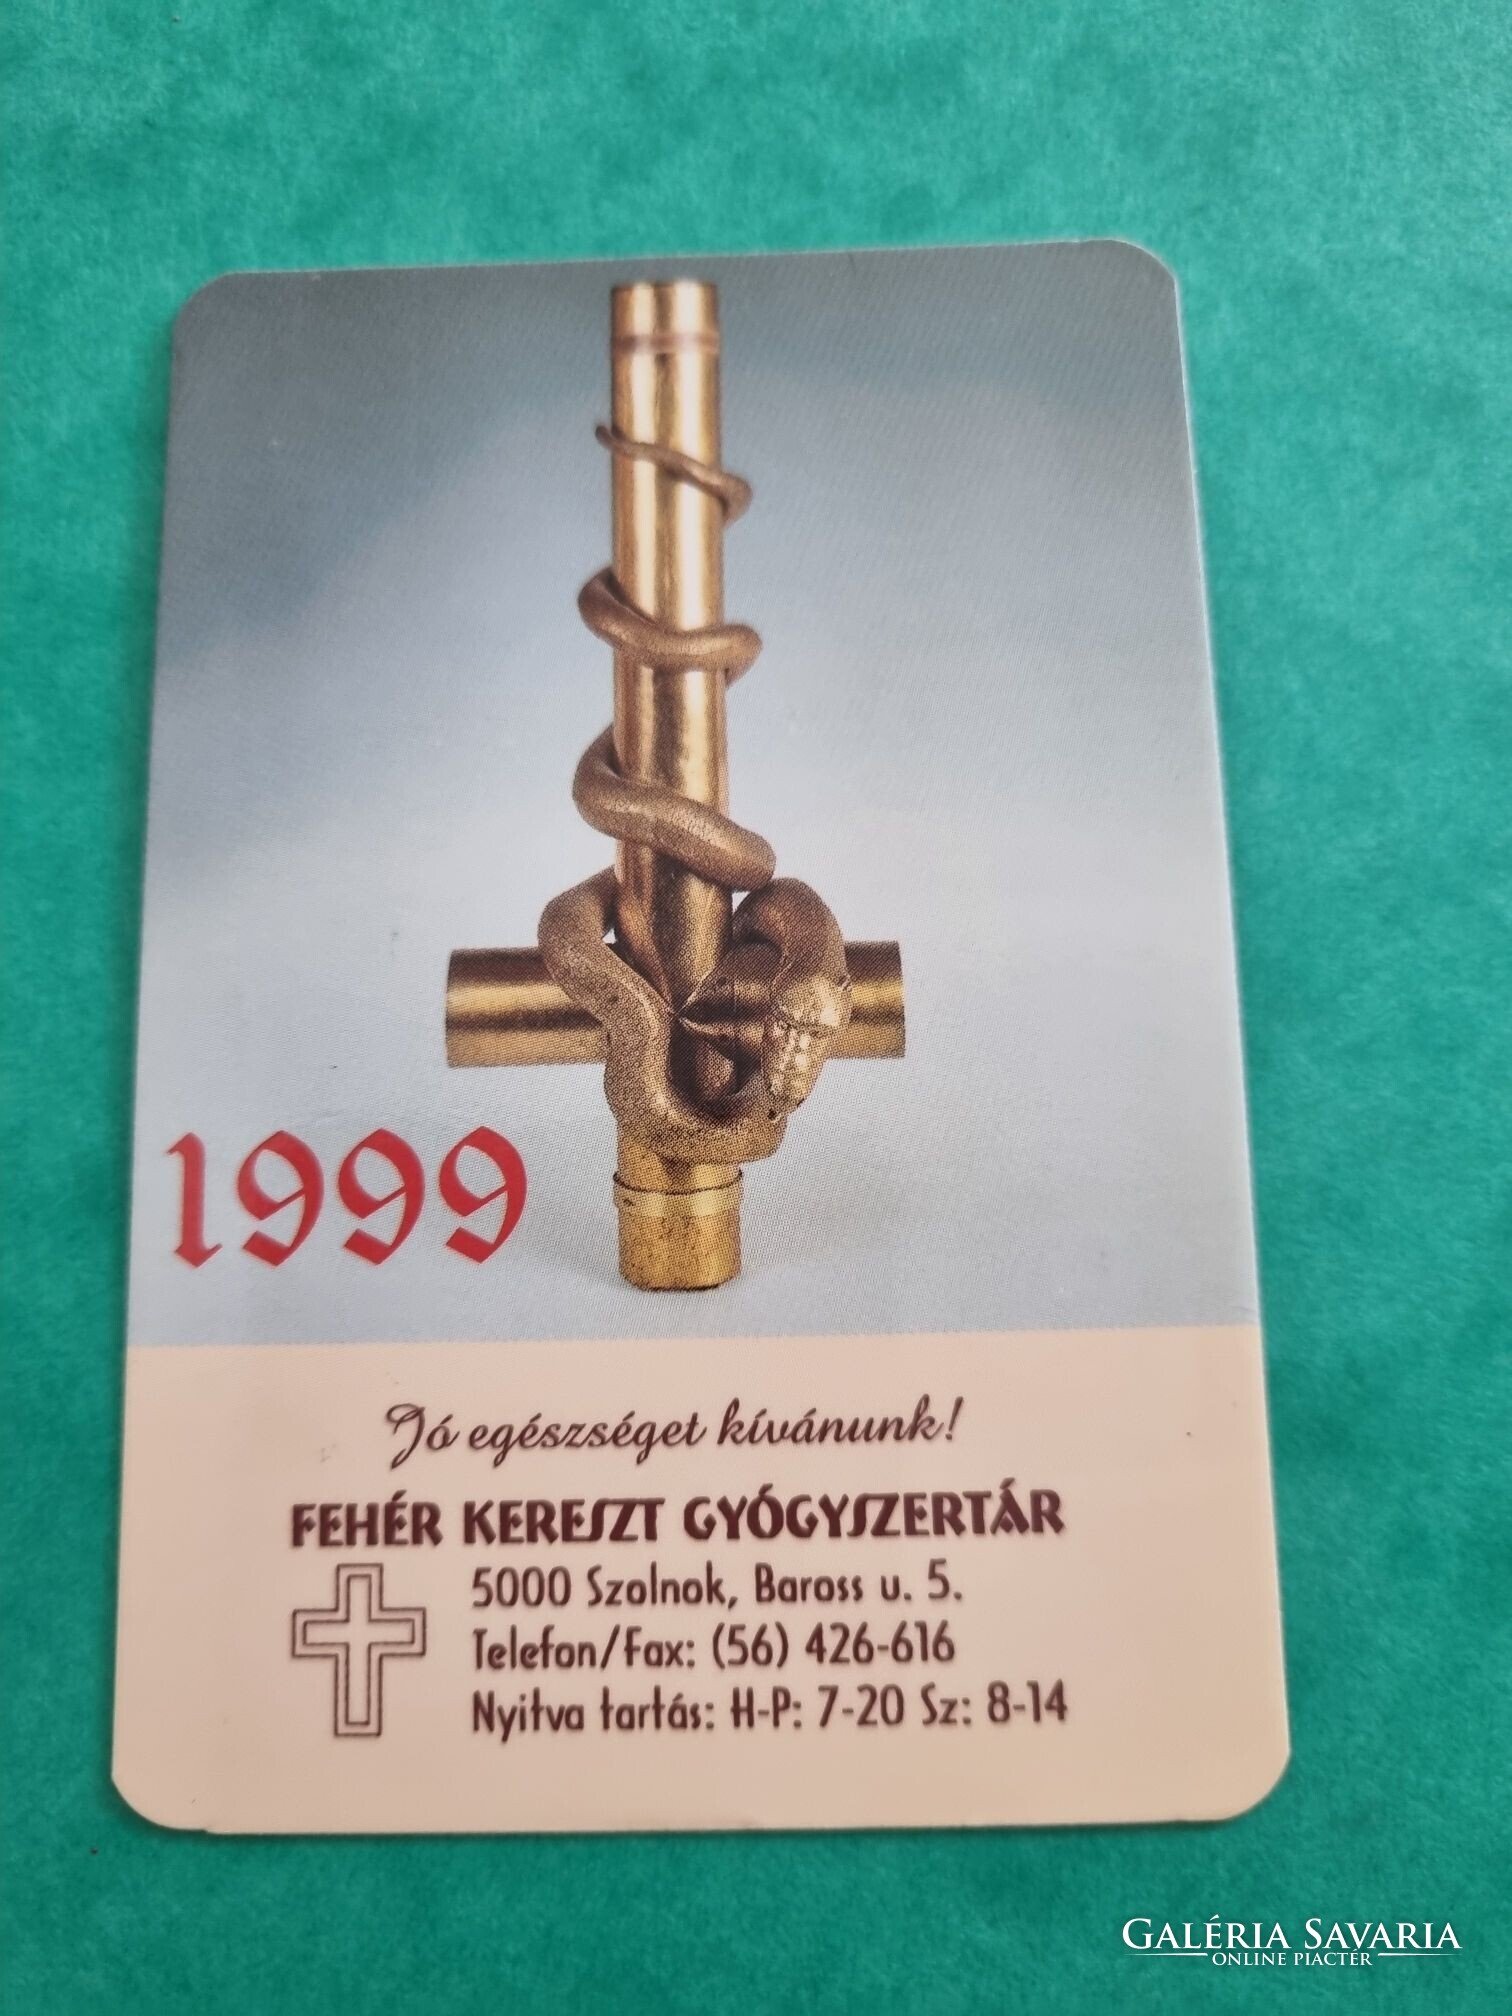 1999
Jó egészséget kívánunk!
FEHÉR KERESZT GYÓGYSZERTÁR
5000 Szolnok, Baross u. 5.
Telefon/Fax: (56) 426-616
Nyitva tartás: H-P: 7-20 Sz: 8-14
GALÉRIA SAVARIA
ONLINE PIACTÉR